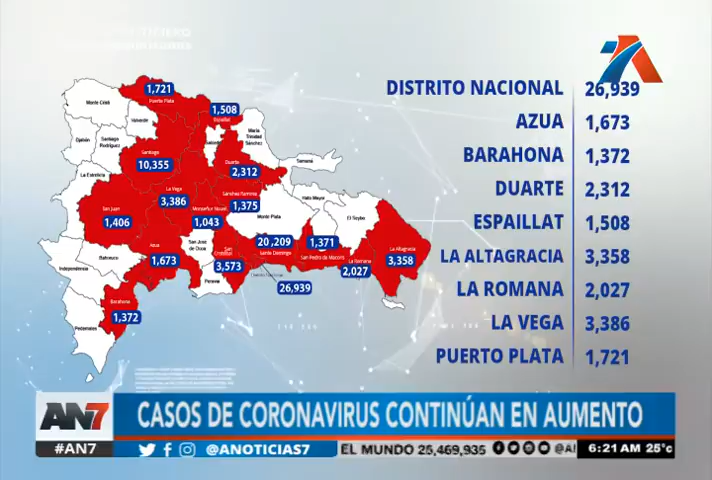 DISTRITO NACIONAL 26,939
AZUA 1,673
BARAHONA 1,372
DUARTE 2,312
ESPAILLAT 1,508
LA ALTAGRACIA 3,358
LA ROMANA 2,027
LA VEGA 3,386
PUERTO PLATA 1,721
1,721
Puerto Plata
Monte Cristi
1,508
Espaillat
Valverde
María
Trinidad
Sánchez
Santiago
Rodríguez
Santiago
10,355
Duarte
2,312
Samaná
La Estrelleta
La Vega
3,386
Sánchez Ramírez
1,375
Monseñor Nouel
1,043
Hato Mayor
San Juan
1,406
Monte Plata
El Seybo
Azua
1,673
San José
de Ocoa
San
Cristóbal
3,573
20,209
Santo Domingo
1,371
San Pedro de Macorís
La Romana
2,027
La Altagracia
3,358
Bahoruco
Independencia
Peravia
Distrito Nacional
26,939
Barahona
1,372
Pedernales
AN7
CASOS DE CORONAVIRUS CONTINÚAN EN AUMENTO
#AN7
@ANOTICIAS7
EL MUNDO 25,469,935
@A!
6:21 AM 25°c